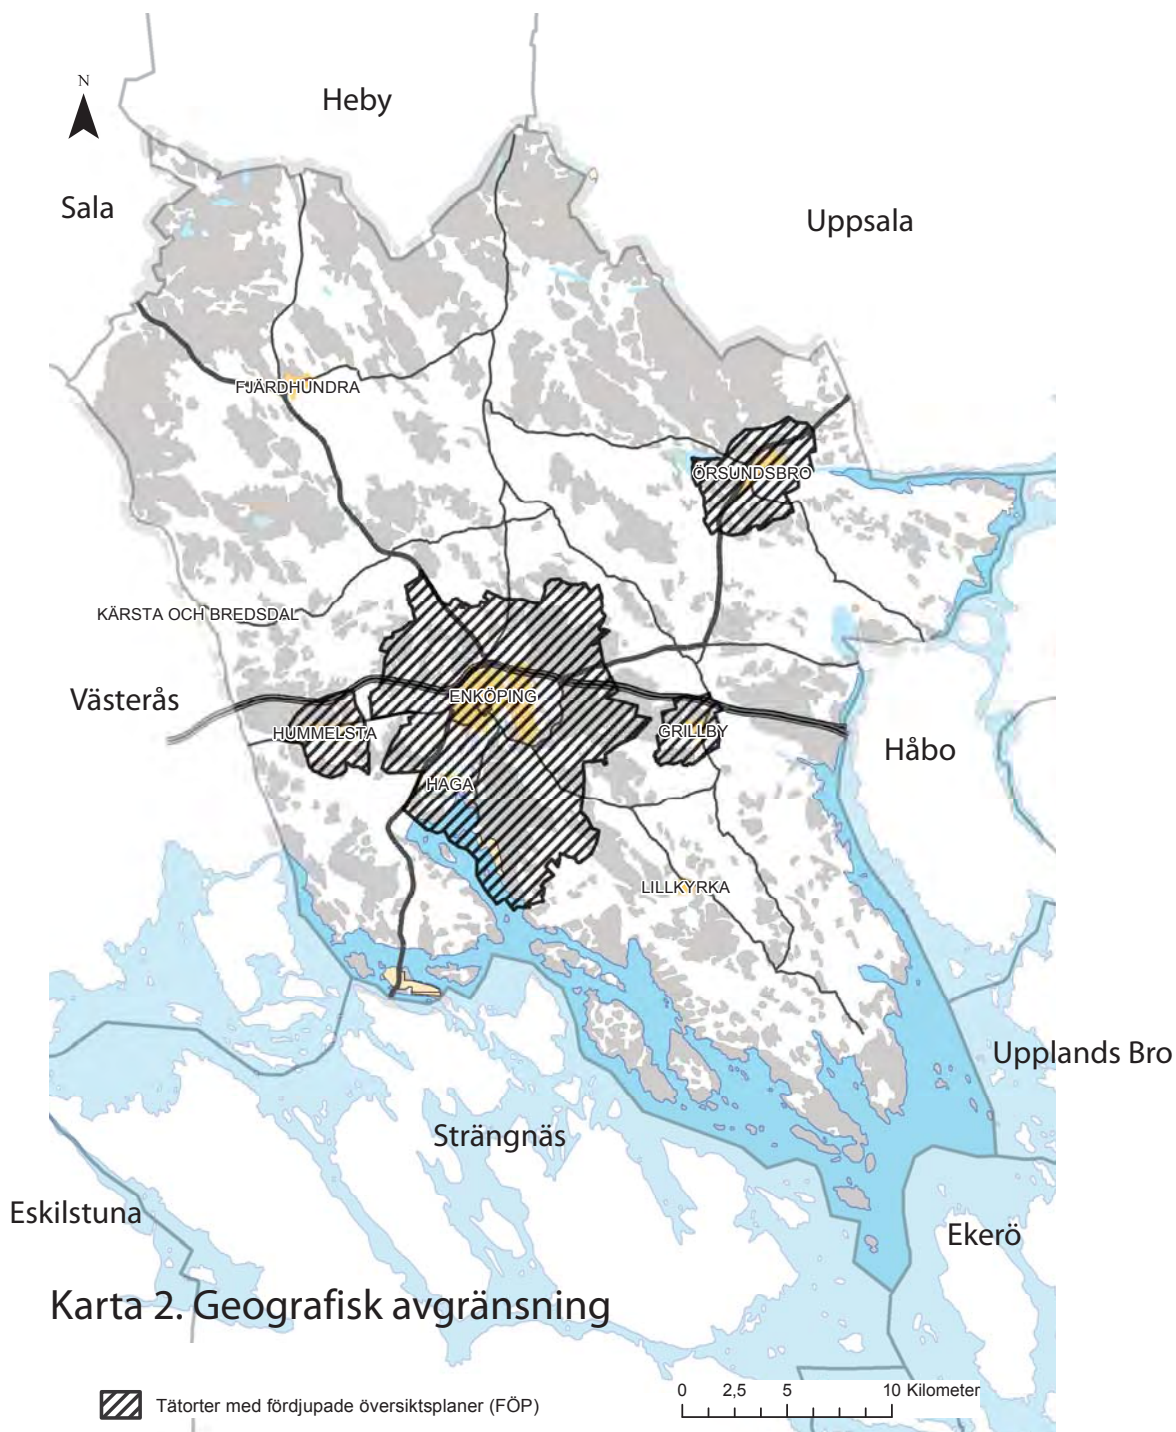 N
Heby
Sala
Uppsala
FJÄRDHUNDRA
ÖRSUNDSBRO
KÄRSTA OCH BREDSDAL
Västerås
ENKÖPING
HUMMELSTA
GRILLBY
Håbo
HAGA
LILLKYRKA
Upplands Bro
Strängnäs
Eskilstuna
Ekerö
Karta 2. Geografisk avgränsning
Tätorter med fördjupade översiktsplaner (FÖP)
0 2,5 5 10 Kilometer